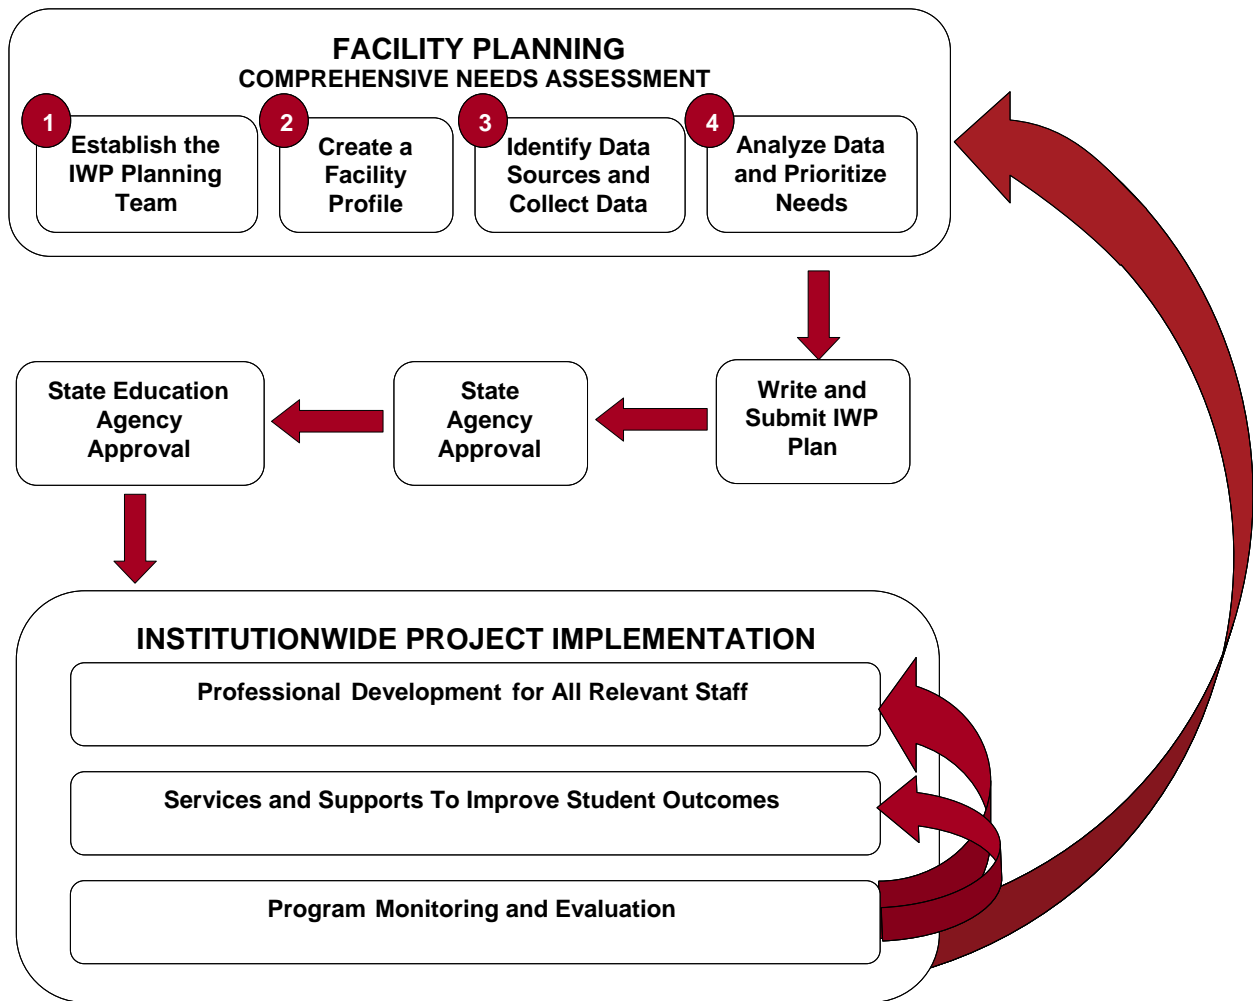 FACILITY PLANNING
COMPREHENSIVE NEEDS ASSESSMENT
1
Establish the
IWP Planning
Team
2
Create a
Facility
Profile
3
Identify Data
Sources and
Collect Data
4
Analyze Data
and Prioritize
Needs
Write and
Submit IWP
Plan
State
Agency
Approval
State Education
Agency
Approval
INSTITUTIONWIDE PROJECT IMPLEMENTATION
Professional Development for All Relevant Staff
Services and Supports To Improve Student Outcomes
Program Monitoring and Evaluation